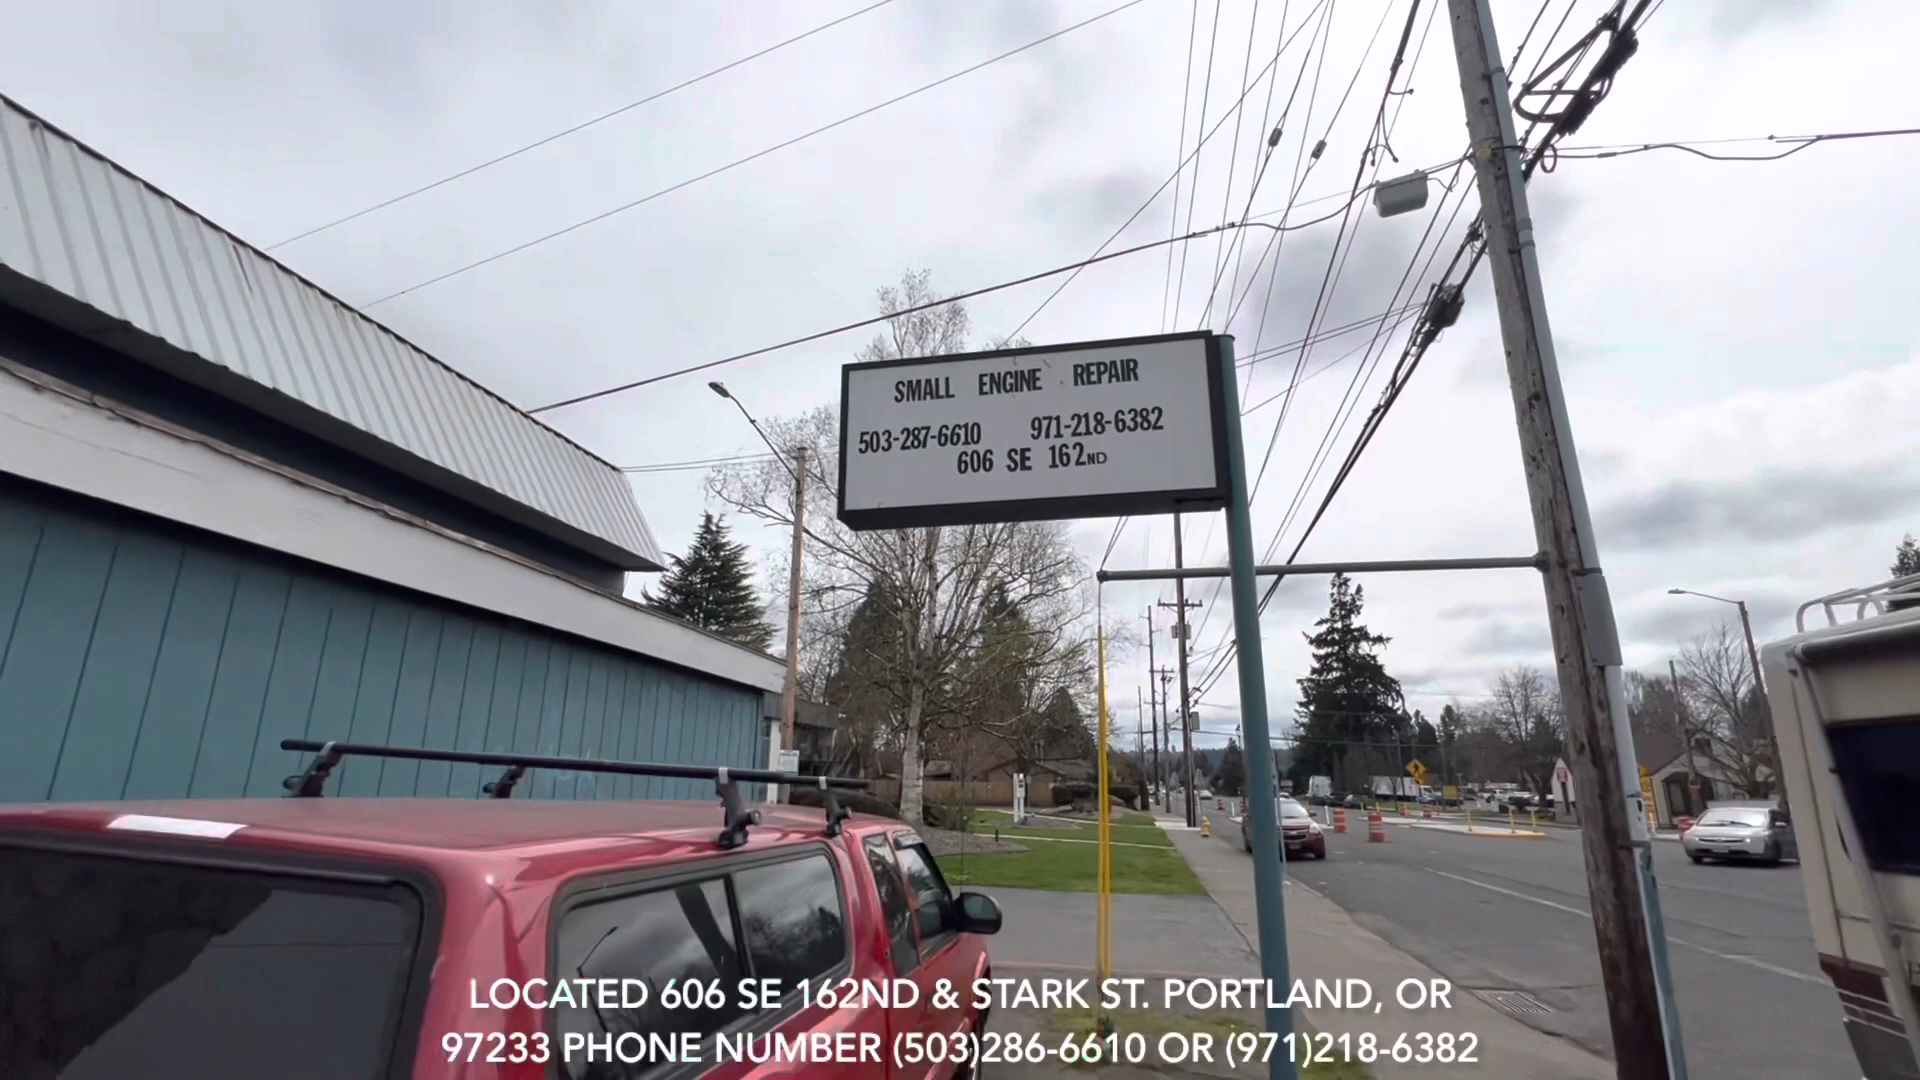 SMALL ENGINE REPAIR
503-287-6610 971-218-6382
606 SE 162ND
LOCATED 606 SE 162ND & STARK ST. PORTLAND, OR
97233 PHONE NUMBER (503)286-6610 OR (971)218-6382